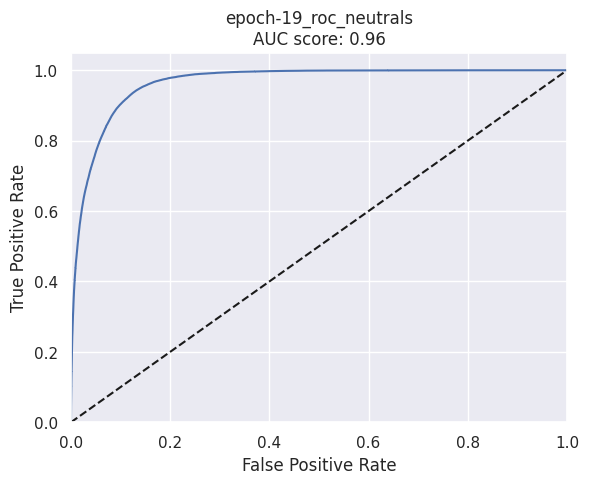 epoch-19_roc_neutrals
AUC score: 0.96
1.0
0.8
0.6
0.4
0.2
0.0
True Positive Rate
0.0 0.2 0.4 0.6 0.8 1.0
False Positive Rate